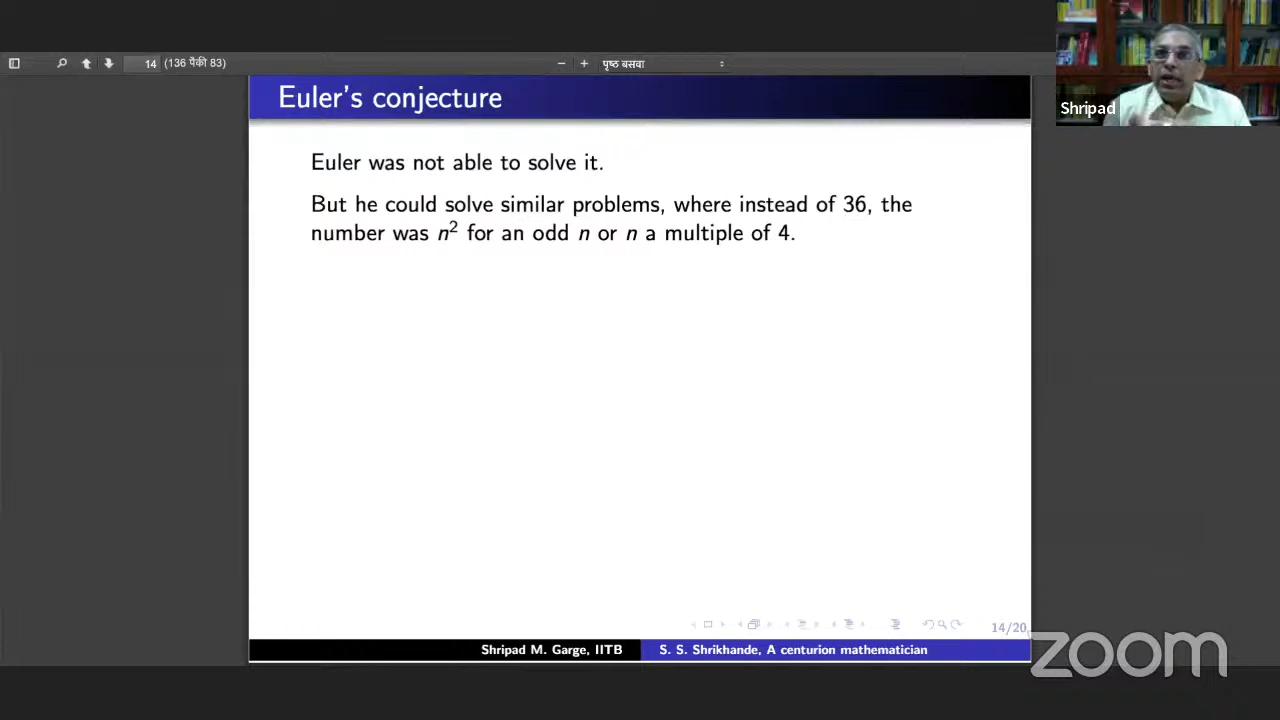 14 (136 पैकी 83)
− + पृष्ठ बसवा
Euler's conjecture
Shripad
Euler was not able to solve it.
But he could solve similar problems, where instead of 36, the
number was n² for an odd n or n a multiple of 4.
14/20
Shripad M. Garge, IITB S. S. Shrikhande, A centurion mathematician
zoom